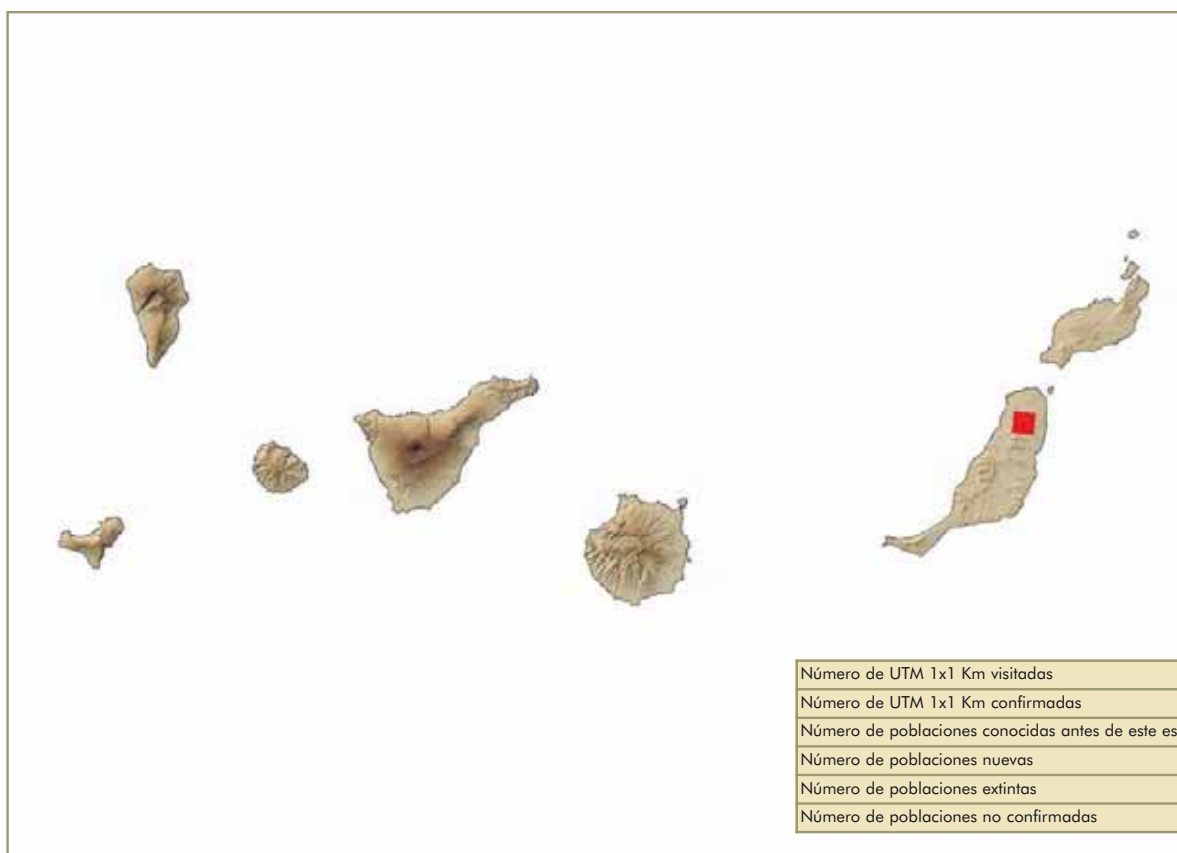 Número de UTM 1x1 Km visitadas
Número de UTM 1x1 Km confirmadas
Número de poblaciones conocidas antes de este es
Número de poblaciones nuevas
Número de poblaciones extintas
Número de poblaciones no confirmadas